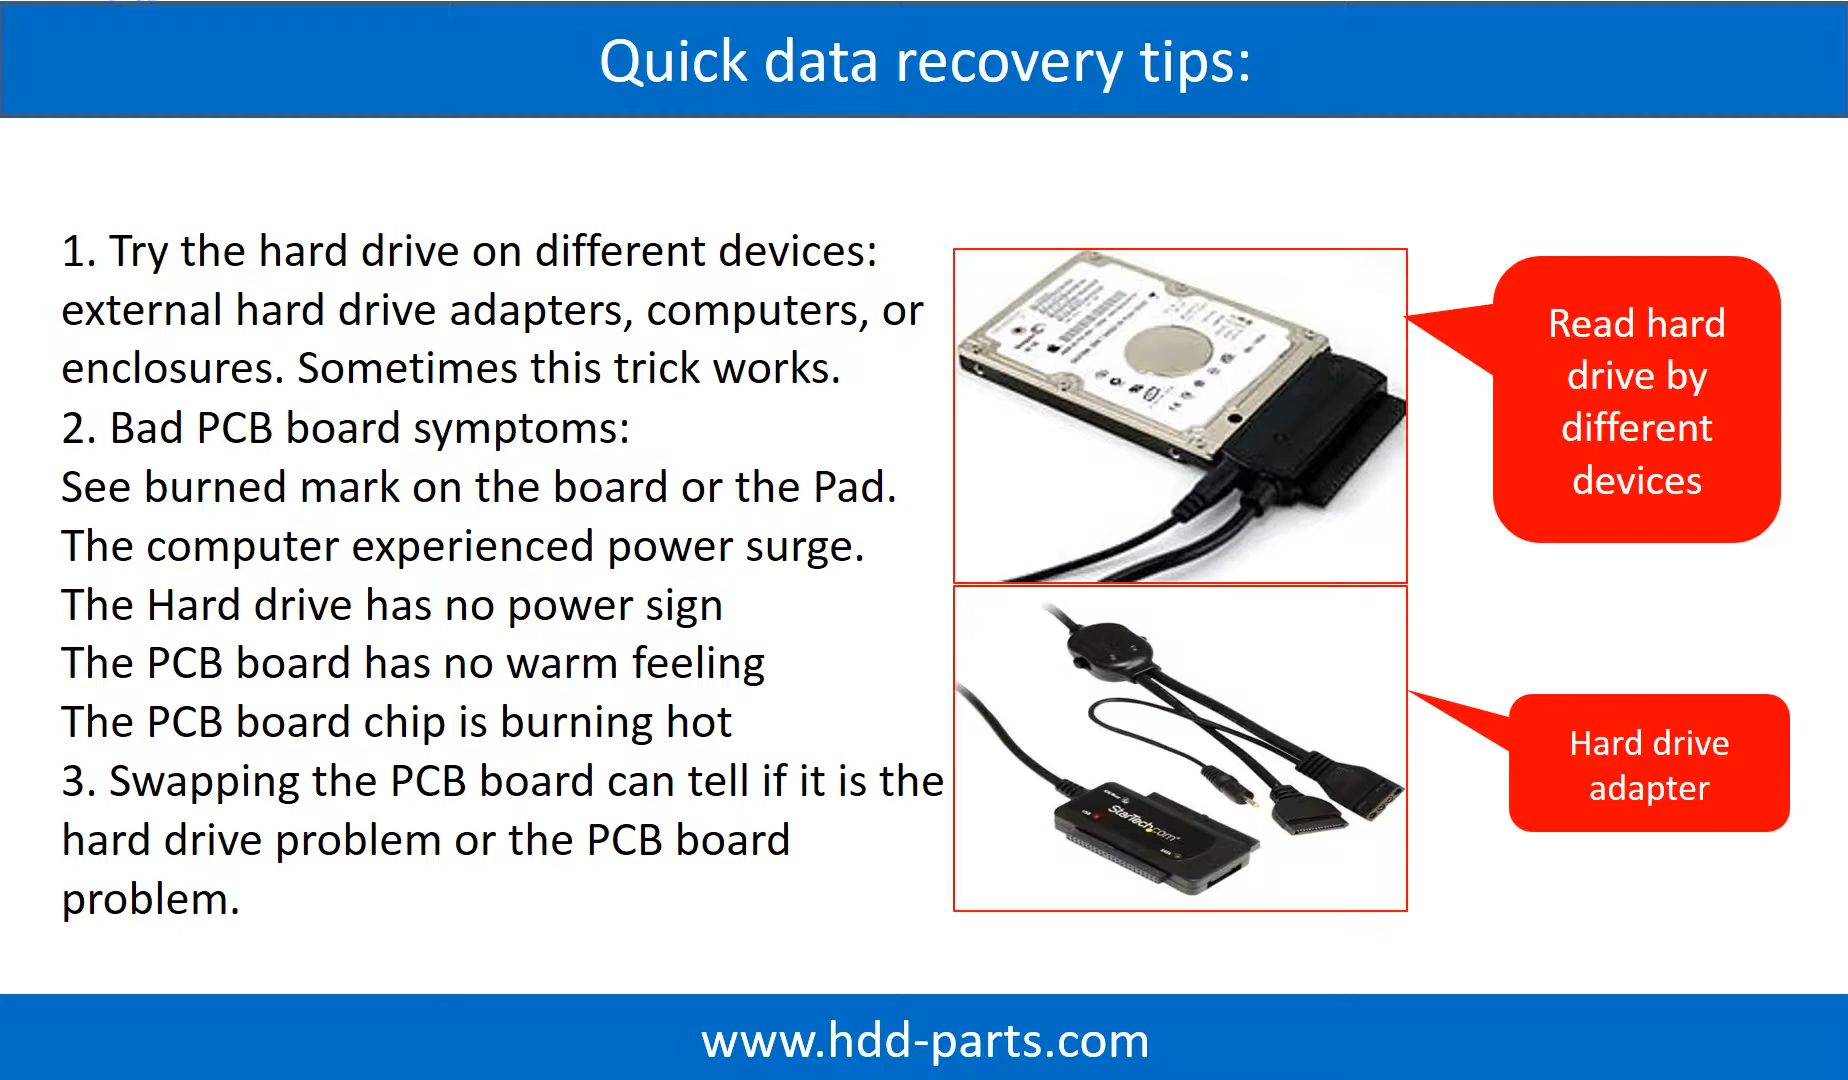 Quick data recovery tips:
1. Try the hard drive on different devices:
external hard drive adapters, computers, or
enclosures. Sometimes this trick works.
2. Bad PCB board symptoms:
See burned mark on the board or the Pad.
The computer experienced power surge.
The Hard drive has no power sign
The PCB board has no warm feeling
The PCB board chip is burning hot
3. Swapping the PCB board can tell if it is the
hard drive problem or the PCB board
problem.
Read hard
drive by
different
devices
StarTech.com
Hard drive
adapter
www.hdd-parts.com